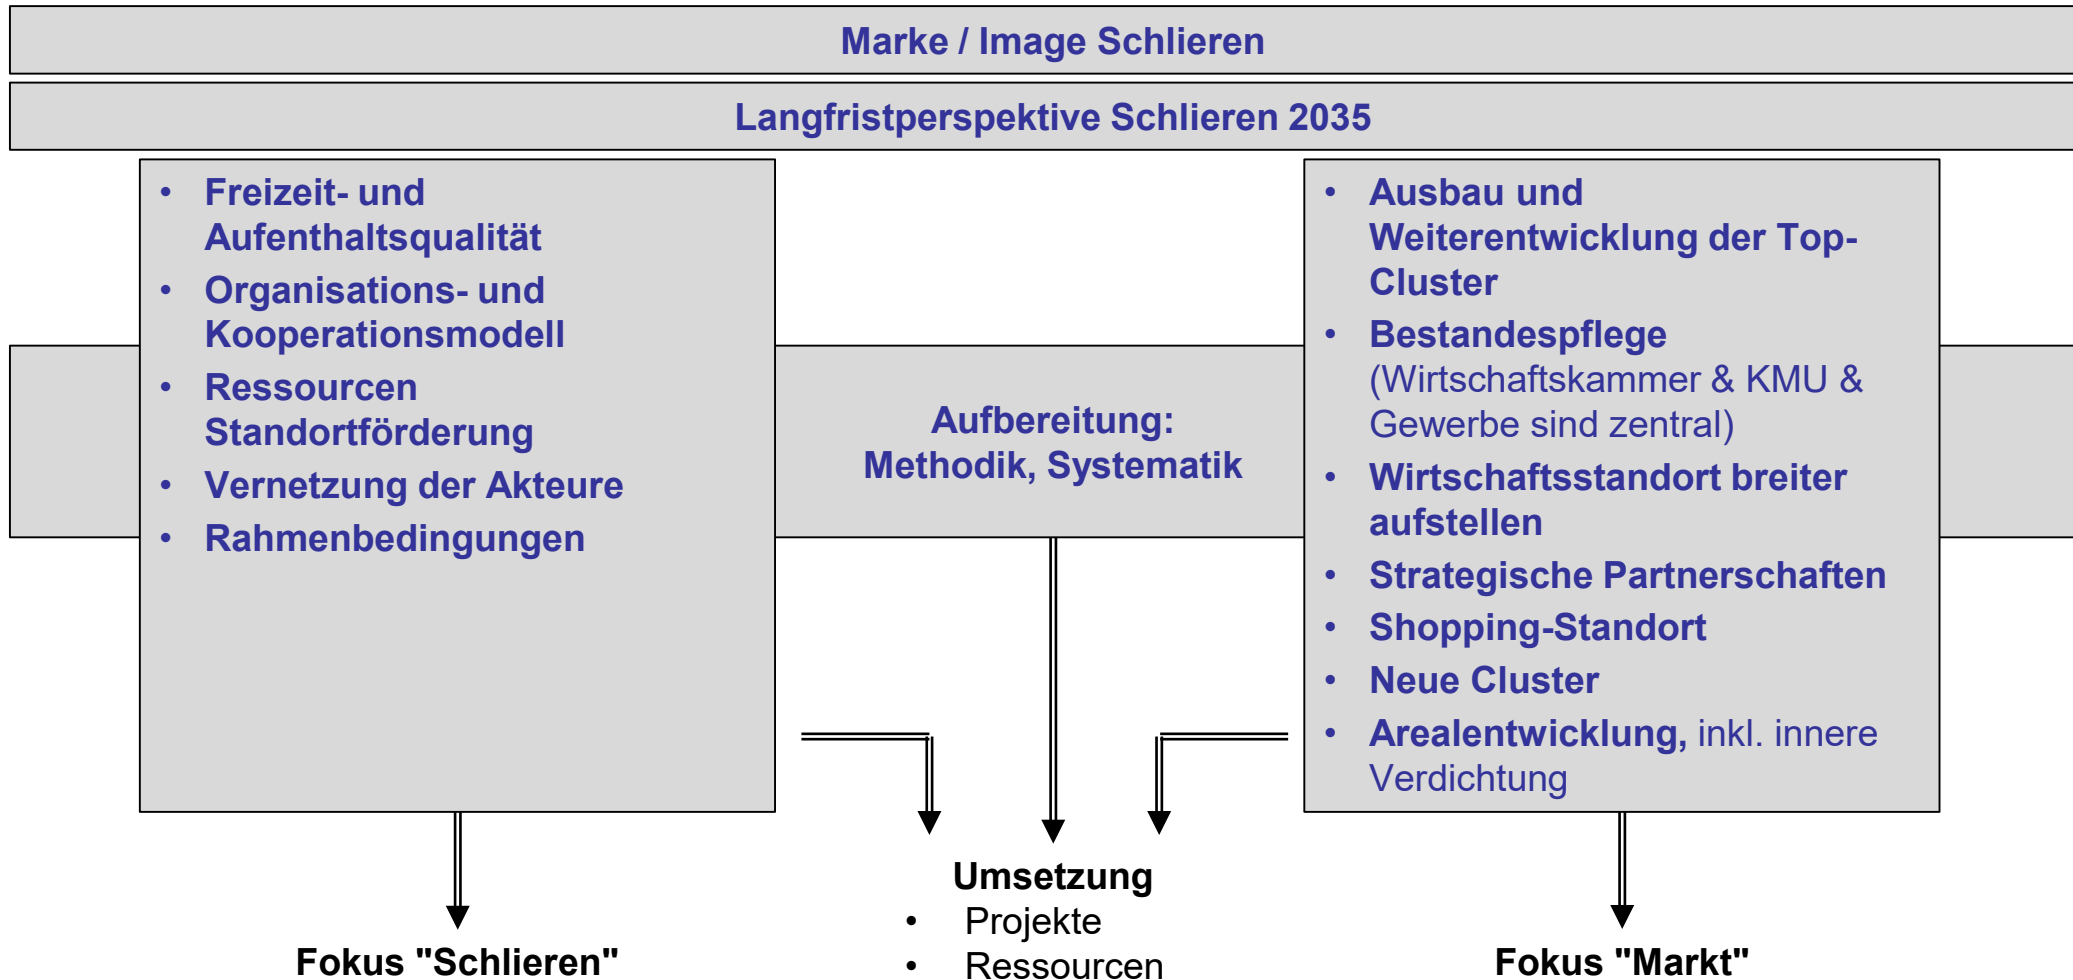 Marke / Image Schlieren
Langfristperspektive Schlieren 2035
• Freizeit- und
Aufenthaltsqualität
• Organisations- und
Kooperationsmodell
• Ressourcen
Standortförderung
• Vernetzung der Akteure
• Rahmenbedingungen
Aufbereitung:
Methodik, Systematik
• Ausbau und
Weiterentwicklung der Top-
Cluster
• Bestandespflege
(Wirtschaftskammer & KMU &
Gewerbe sind zentral)
• Wirtschaftsstandort breiter
aufstellen
• Strategische Partnerschaften
• Shopping-Standort
• Neue Cluster
• Arealentwicklung, inkl. innere
Verdichtung
Fokus "Schlieren"
Umsetzung
• Projekte
• Ressourcen
Fokus "Markt"